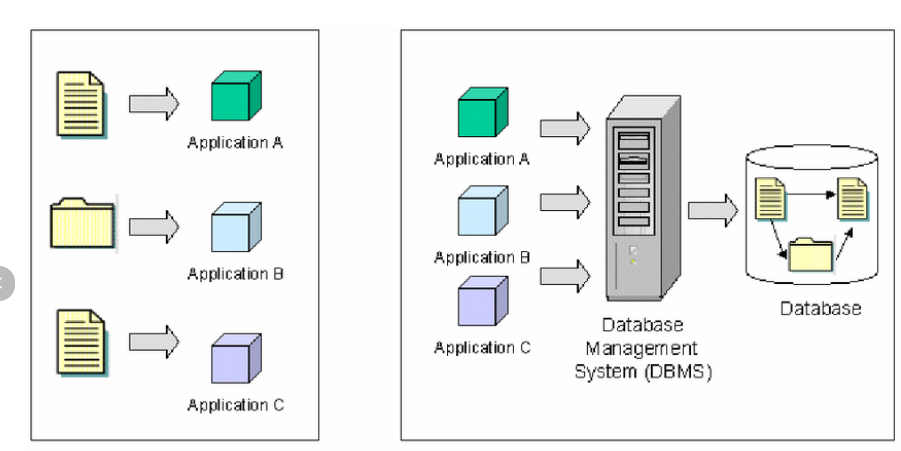 Application A
Application B
Application C
Application A
Application B
Application C
Database
Management
System (DBMS)
Database